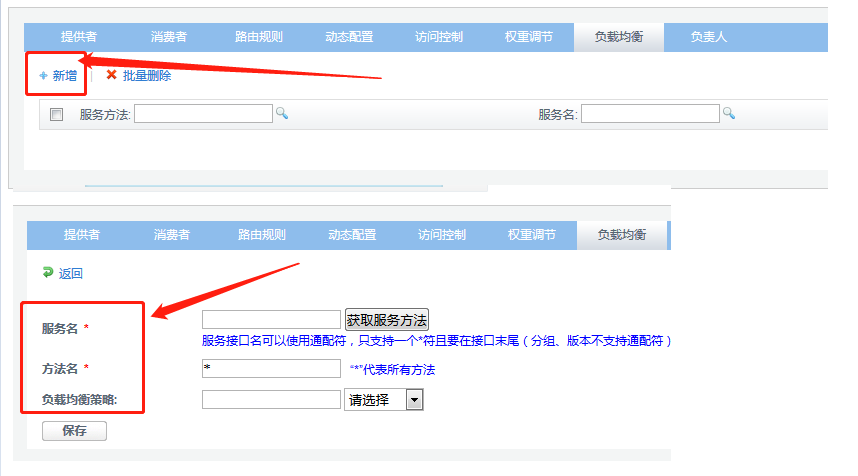 提供者 消费者 路由规则 动态配置 访问控制 权重调节 负载均衡 负责人
新增 批量删除
服务方法: 服务名:
提供者 消费者 路由规则 动态配置 访问控制 权重调节 负载均衡
返回
服务名 * 获取服务方法
服务接口名可以使用通配符，只支持一个*符且要在接口末尾（分组、版本不支持通配符）
方法名 * * “*”代表所有方法
负载均衡策略: 请选择
保存